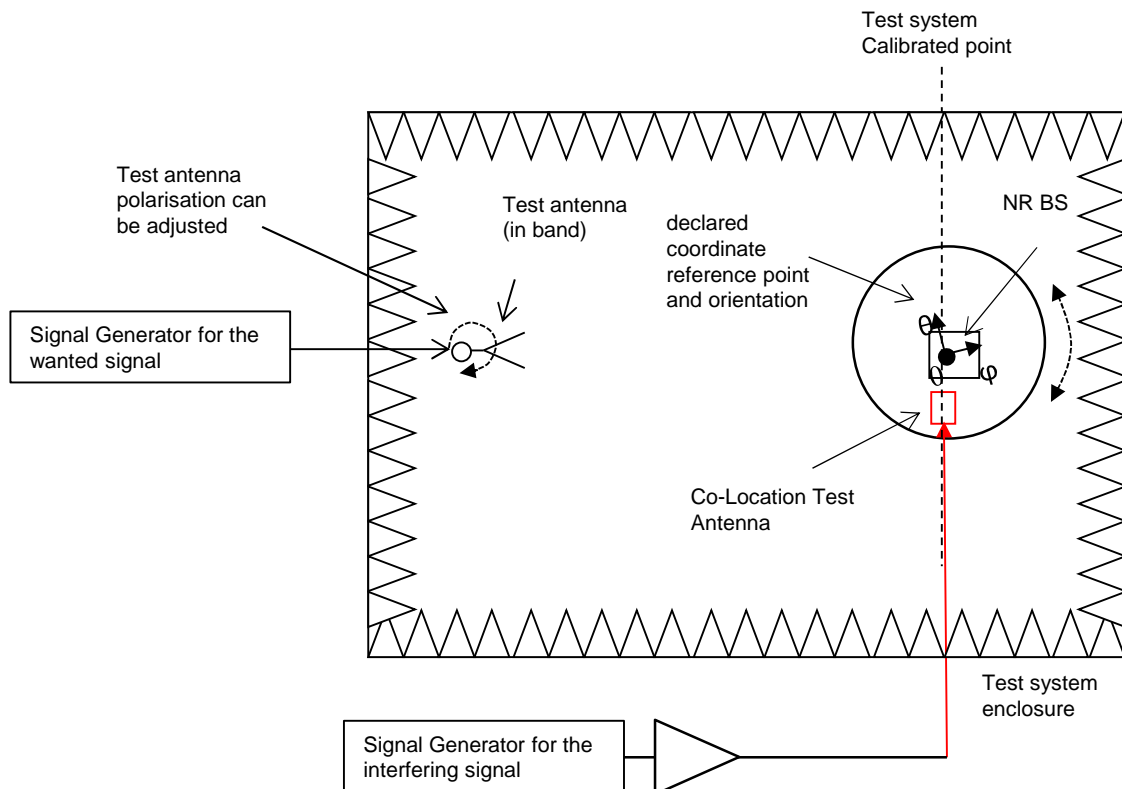 Test system
Calibrated point
Test antenna
polarisation can
be adjusted
Test antenna
(in band)
declared
coordinate
reference point
and orientation
NR BS
Signal Generator for the
wanted signal
θ
0
φ
Co-Location Test
Antenna
Test system
enclosure
Signal Generator for the
interfering signal